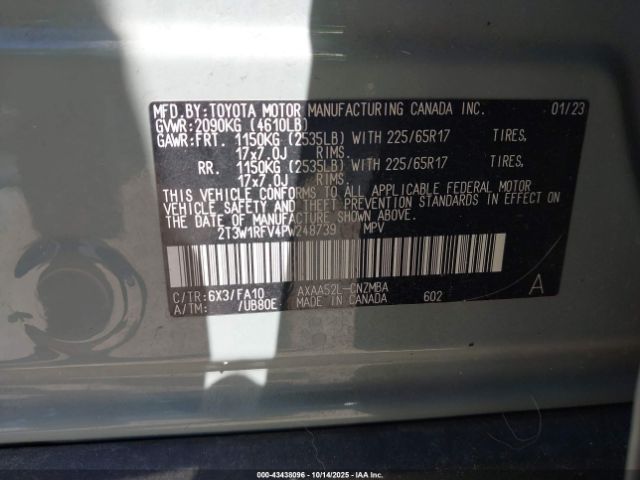 MFD.BY:TOYOTA MOTOR MANUFACTURING CANADA INC. 01/23
GVWR:2090KG (4610LB)
GAWR:FRT. 1150KG (2535LB) WITH 225/65R17 TIRES,
17x7.0J RIMS.
RR. 1150KG (2535LB) WITH 225/65R17 TIRES,
17x7.0J RIMS.
THIS VEHICLE CONFORMS TO ALL APPLICABLE FEDERAL MOTOR
VEHICLE SAFETY AND THEFT PREVENTION STANDARDS IN EFFECT
ON THE DATE OF MANUFACTURE SHOWN ABOVE.
2T3W1RFV4PW248739 MPV
C/TR:6X3/FA10 AXAA52L-CNZMBA A
A/TM: /UB80E MADE IN CANADA 602
000-43438096 - 10/14/2025 - Copyright © IAA